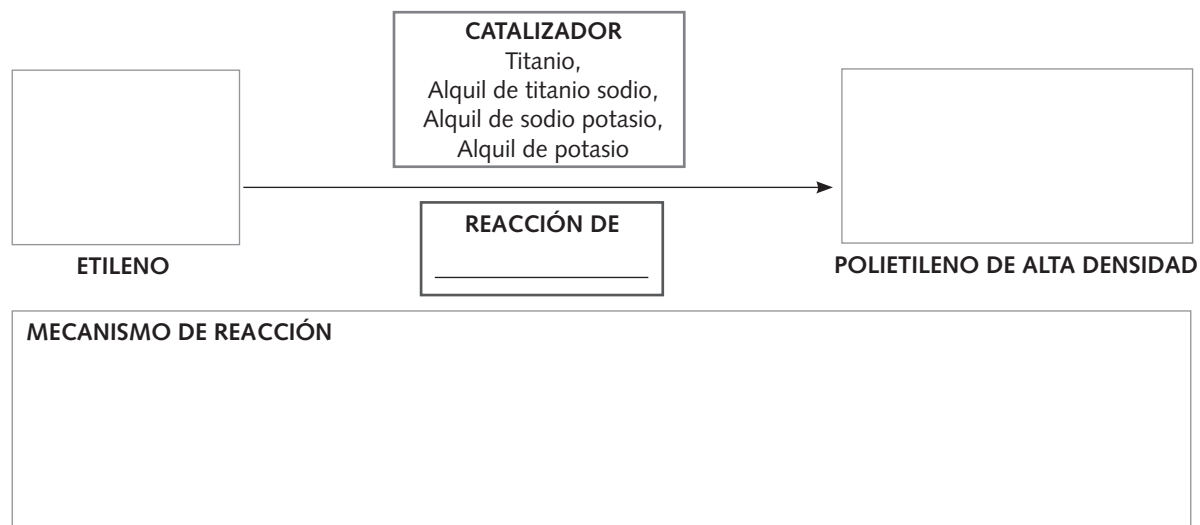 CATALIZADOR
Titanio,
Alquil de titanio sodio,
Alquil de sodio potasio,
Alquil de potasio
REACCIÓN DE
ETILENO
POLIETILENO DE ALTA DENSIDAD
MECANISMO DE REACCIÓN